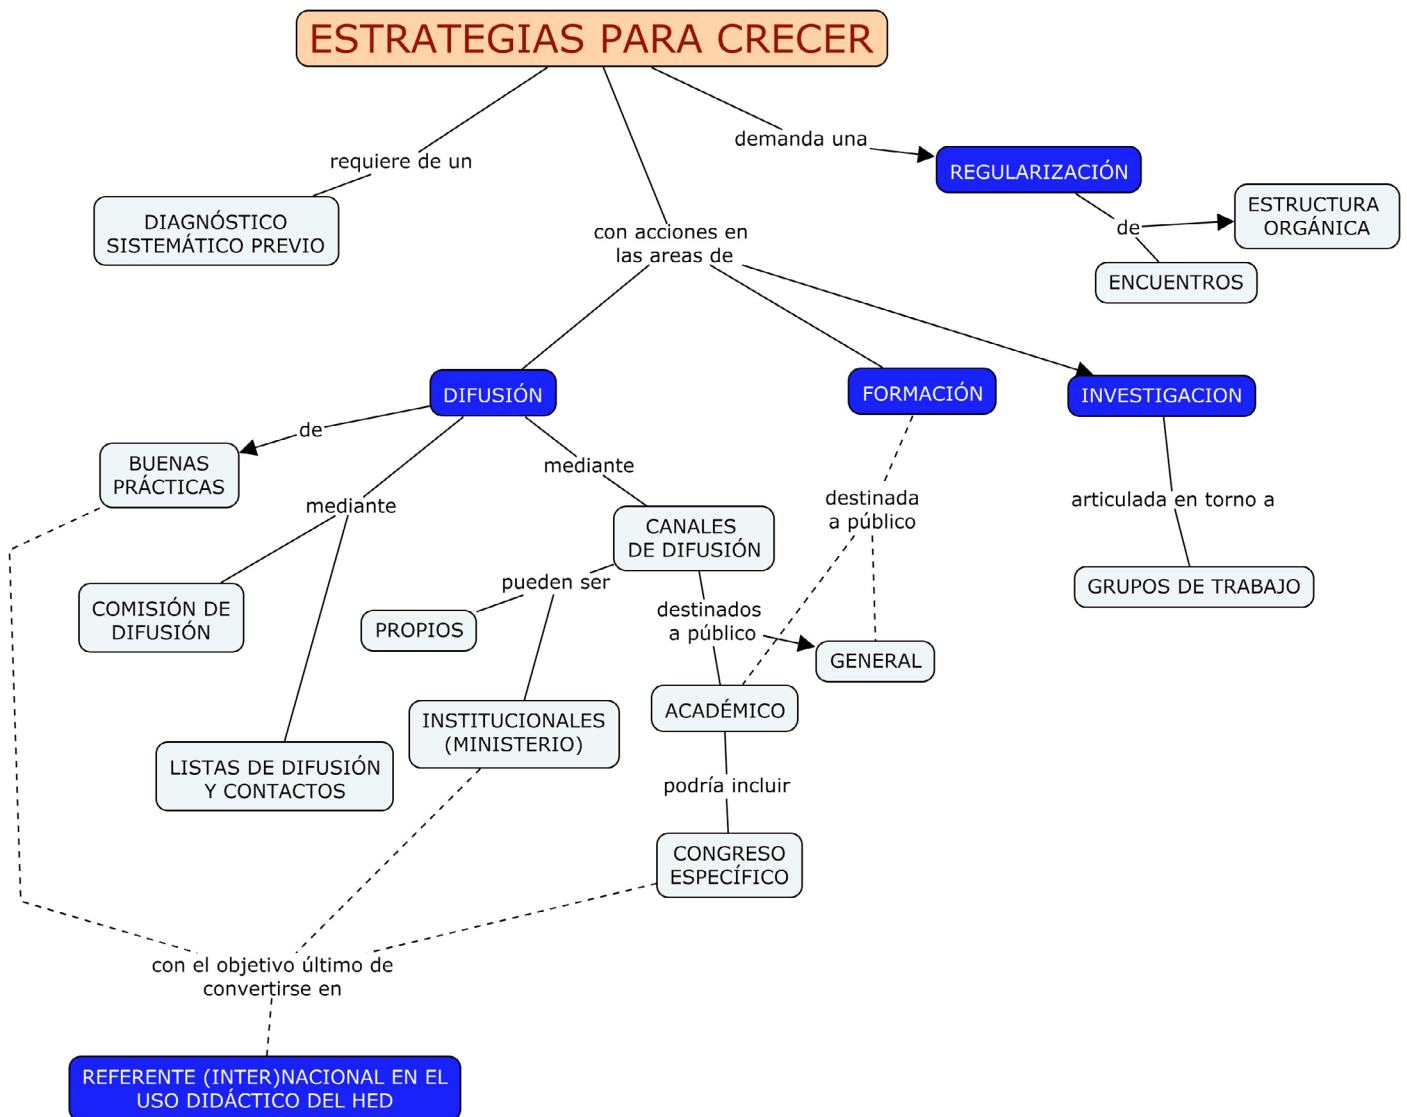 ESTRATEGIAS PARA CRECER
demanda una
requiere de un
REGULARIZACIÓN
DIAGNÓSTICO
SISTEMÁTICO PREVIO
ESTRUCTURA
ORGÁNICA
de
ENCUENTROS
con acciones en
las areas de
DIFUSIÓN
FORMACIÓN
INVESTIGACION
de
BUENAS
PRÁCTICAS
mediante
mediante
destinada
a público
articulada en torno a
CANALES
DE DIFUSIÓN
pueden ser
GRUPOS DE TRABAJO
COMISIÓN DE
DIFUSIÓN
PROPIOS
destinados
a público
GENERAL
ACADÉMICO
INSTITUCIONALES
(MINISTERIO)
LISTAS DE DIFUSIÓN
Y CONTACTOS
podría incluir
CONGRESO
ESPECÍFICO
con el objetivo último de
convertirse en
REFERENTE (INTER)NACIONAL EN EL
USO DIDÁCTICO DEL HED